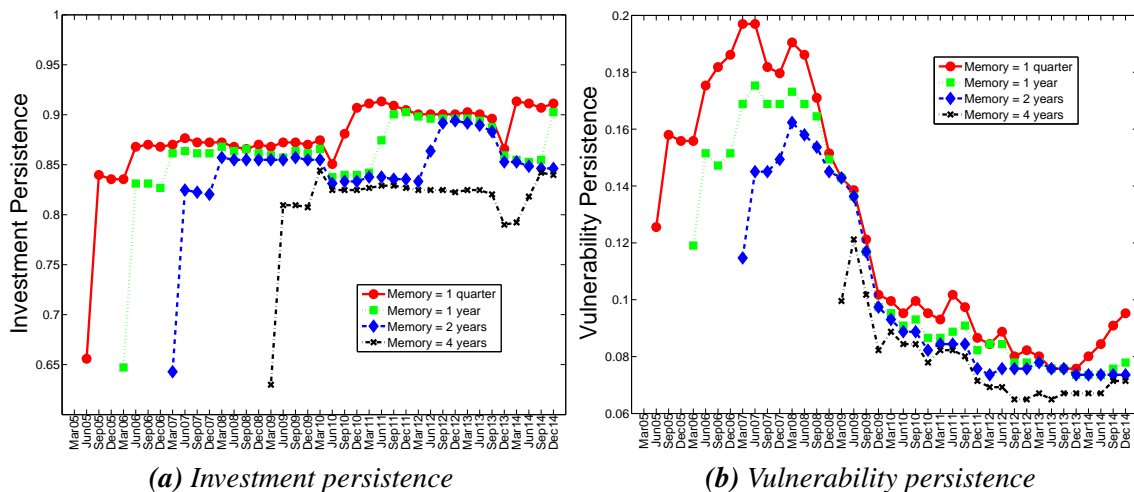 Investment Persistence
1
0.95
0.9
0.85
0.8
0.75
0.7
0.65
Memory = 1 quarter
Memory = 1 year
Memory = 2 years
Memory = 4 years
Mar05
Jun05
Sep05
Dec05
Mar06
Jun06
Sep06
Dec06
Mar07
Jun07
Sep07
Dec07
Mar08
Jun08
Sep08
Dec08
Mar09
Jun09
Sep09
Dec09
Mar10
Jun10
Sep10
Dec10
Mar11
Jun11
Sep11
Dec11
Mar12
Jun12
Sep12
Dec12
Mar13
Jun13
Sep13
Dec13
Mar14
Jun14
Sep14
Dec14
(a) Investment persistence
Vulnerability Persistence
0.2
0.18
0.16
0.14
0.12
0.1
0.08
0.06
Memory = 1 quarter
Memory = 1 year
Memory = 2 years
Memory = 4 years
Mar05
Jun05
Sep05
Dec05
Mar06
Jun06
Sep06
Dec06
Mar07
Jun07
Sep07
Dec07
Mar08
Jun08
Sep08
Dec08
Mar09
Jun09
Sep09
Dec09
Mar10
Jun10
Sep10
Dec10
Mar11
Jun11
Sep11
Dec11
Mar12
Jun12
Sep12
Dec12
Mar13
Jun13
Sep13
Dec13
Mar14
Jun14
Sep14
Dec14
(b) Vulnerability persistence